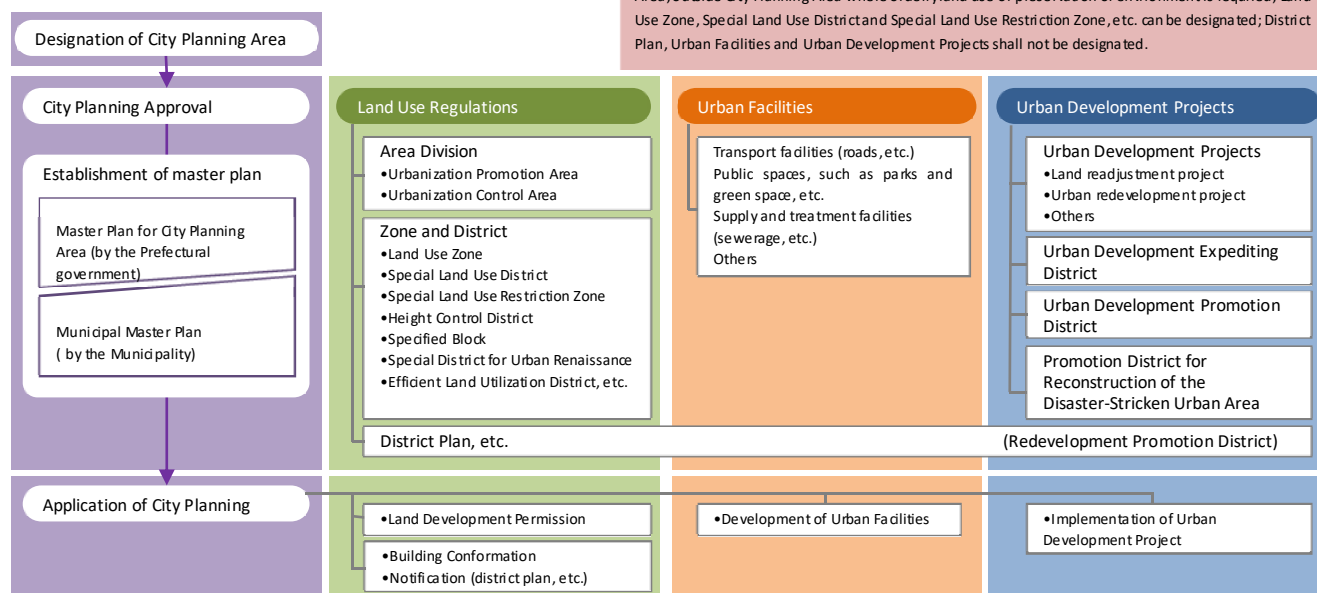 Use Zone, Special Land Use District and Special Land Use Restriction Zone, etc. can be designated; District
Plan, Urban Facilities and Urban Development Projects shall not be designated.
Designation of City Planning Area
City Planning Approval
Establishment of master plan
Master Plan for City Planning
Area (by the Prefectural
government)
Municipal Master Plan
( by the Municipality)
Land Use Regulations
Area Division
•Urbanization Promotion Area
•Urbanization Control Area
Zone and District
•Land Use Zone
•Special Land Use District
•Special Land Use Restriction Zone
•Height Control District
•Specified Block
•Special District for Urban Renaissance
•Efficient Land Utilization District, etc.
Urban Facilities
Transport facilities (roads, etc.)
Public spaces, such as parks and
green space, etc.
Supply and treatment facilities
(sewerage, etc.)
Others
Urban Development Projects
Urban Development Projects
•Land readjustment project
•Urban redevelopment project
•Others
Urban Development Expediting
District
Urban Development Promotion
District
Promotion District for
Reconstruction of the
Disaster-Stricken Urban Area
District Plan, etc. (Redevelopment Promotion District)
Application of City Planning
•Land Development Permission
•Building Conformation
•Notification (district plan, etc.)
•Development of Urban Facilities
•Implementation of Urban
Development Project